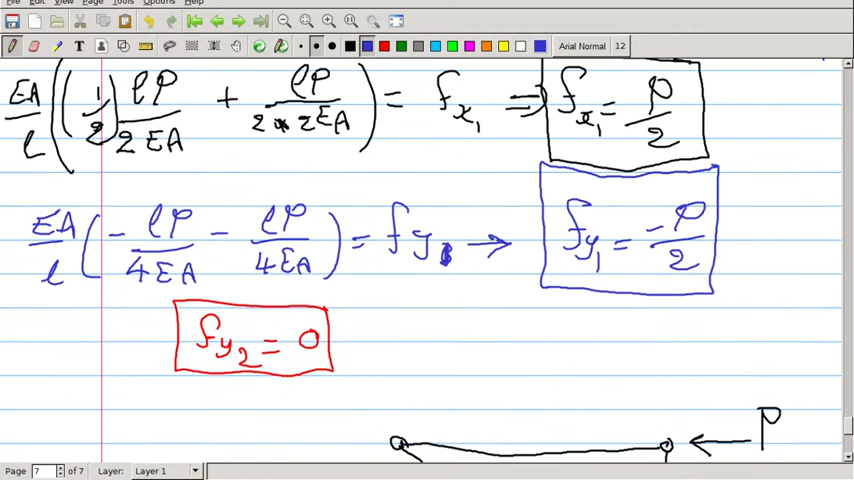 Journal Edit View Page Tools Options Help
T Arial Normal 12
EA/l ( (1/2) lP/2EA + lP/2*2EA ) = fx₁ ⇒ fx₁ = P/2
EA/l ( - lP/4EA - lP/4EA ) = fy₁ → fy₁ = -P/2
fy₂ = 0
← P
Page 7 of 7 Layer: Layer 1